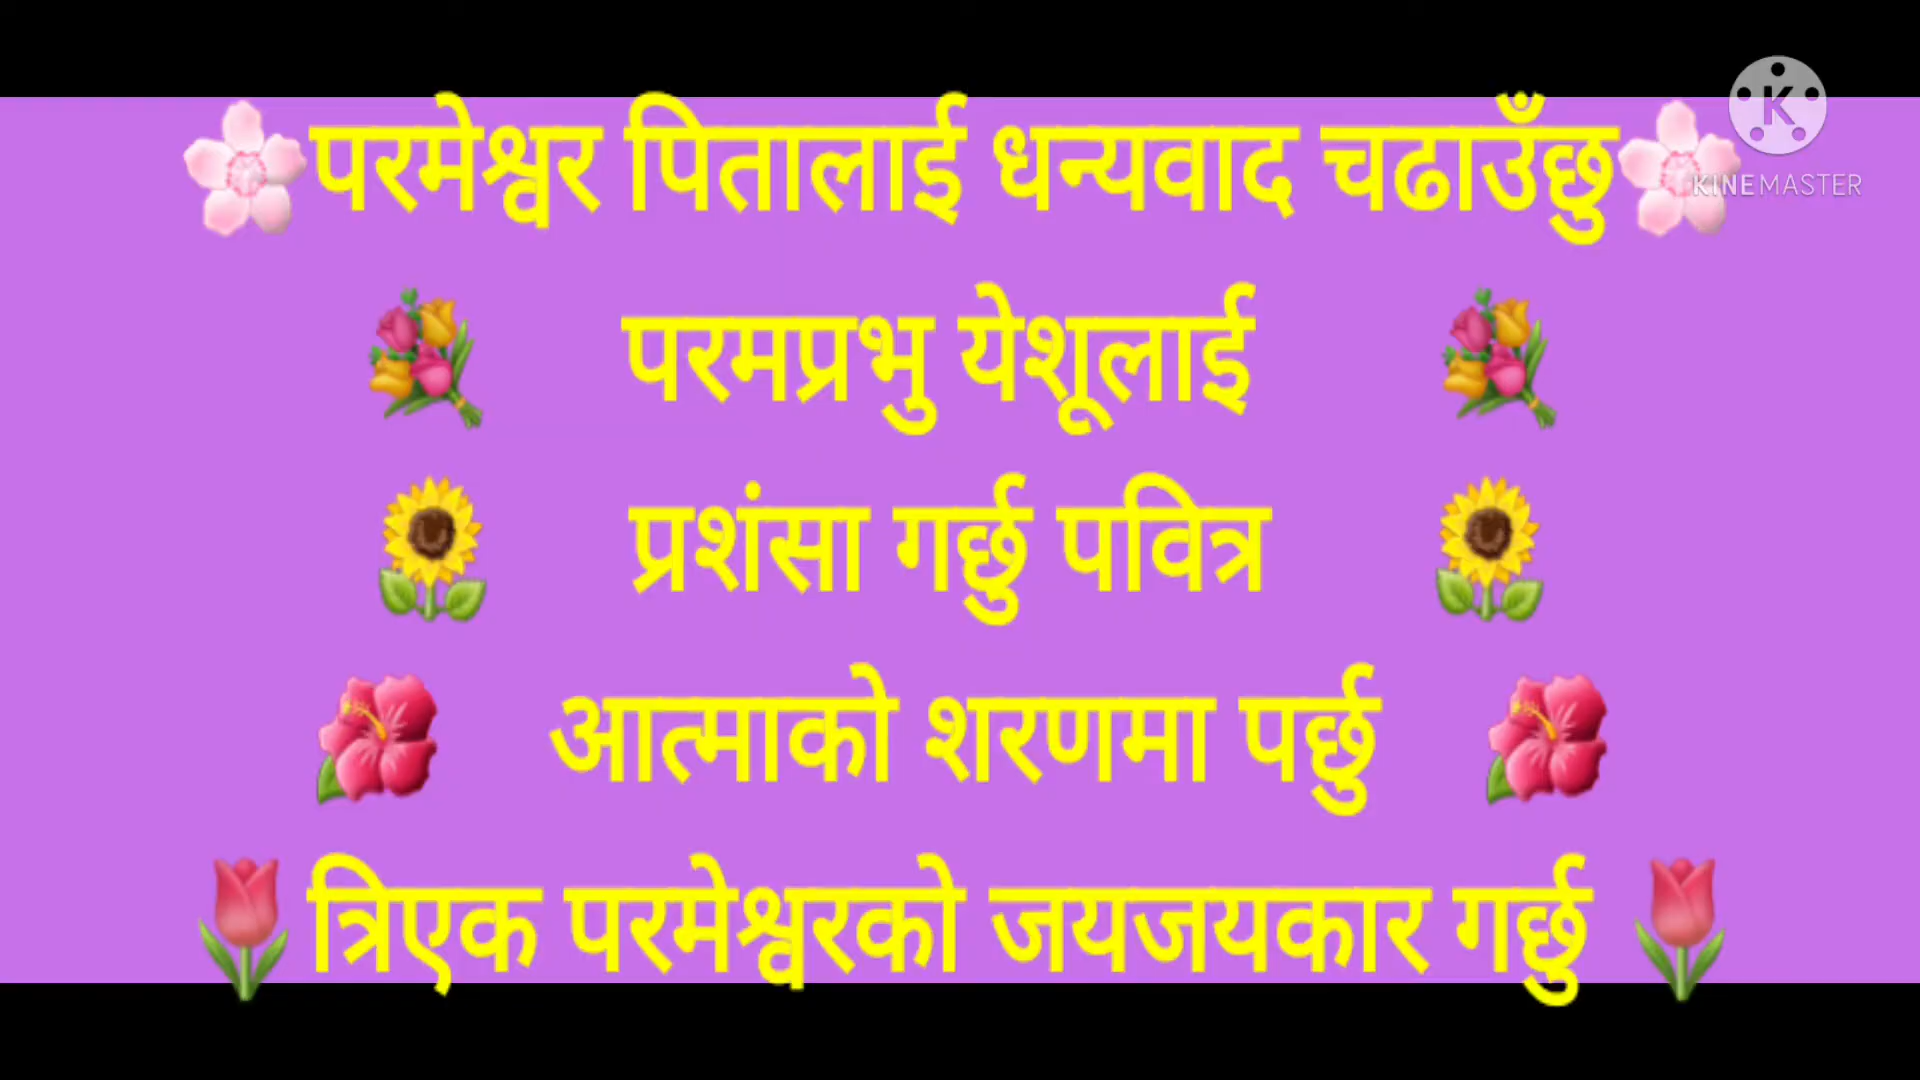 परमेश्वर पितालाई धन्यवाद चढाउँछु
परमप्रभु येशूलाई
प्रशंसा गर्छु पवित्र
आत्माको शरणमा पर्छु
त्रिएक परमेश्वरको जयजयकार गर्छु
K
KINEMASTER